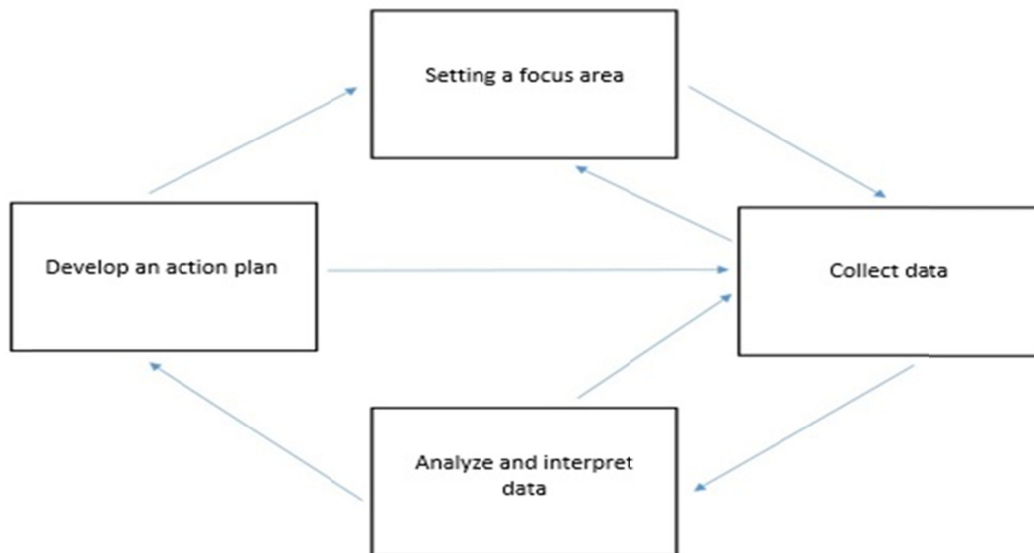 Setting a focus area
Develop an action plan
Collect data
Analyze and interpret
data